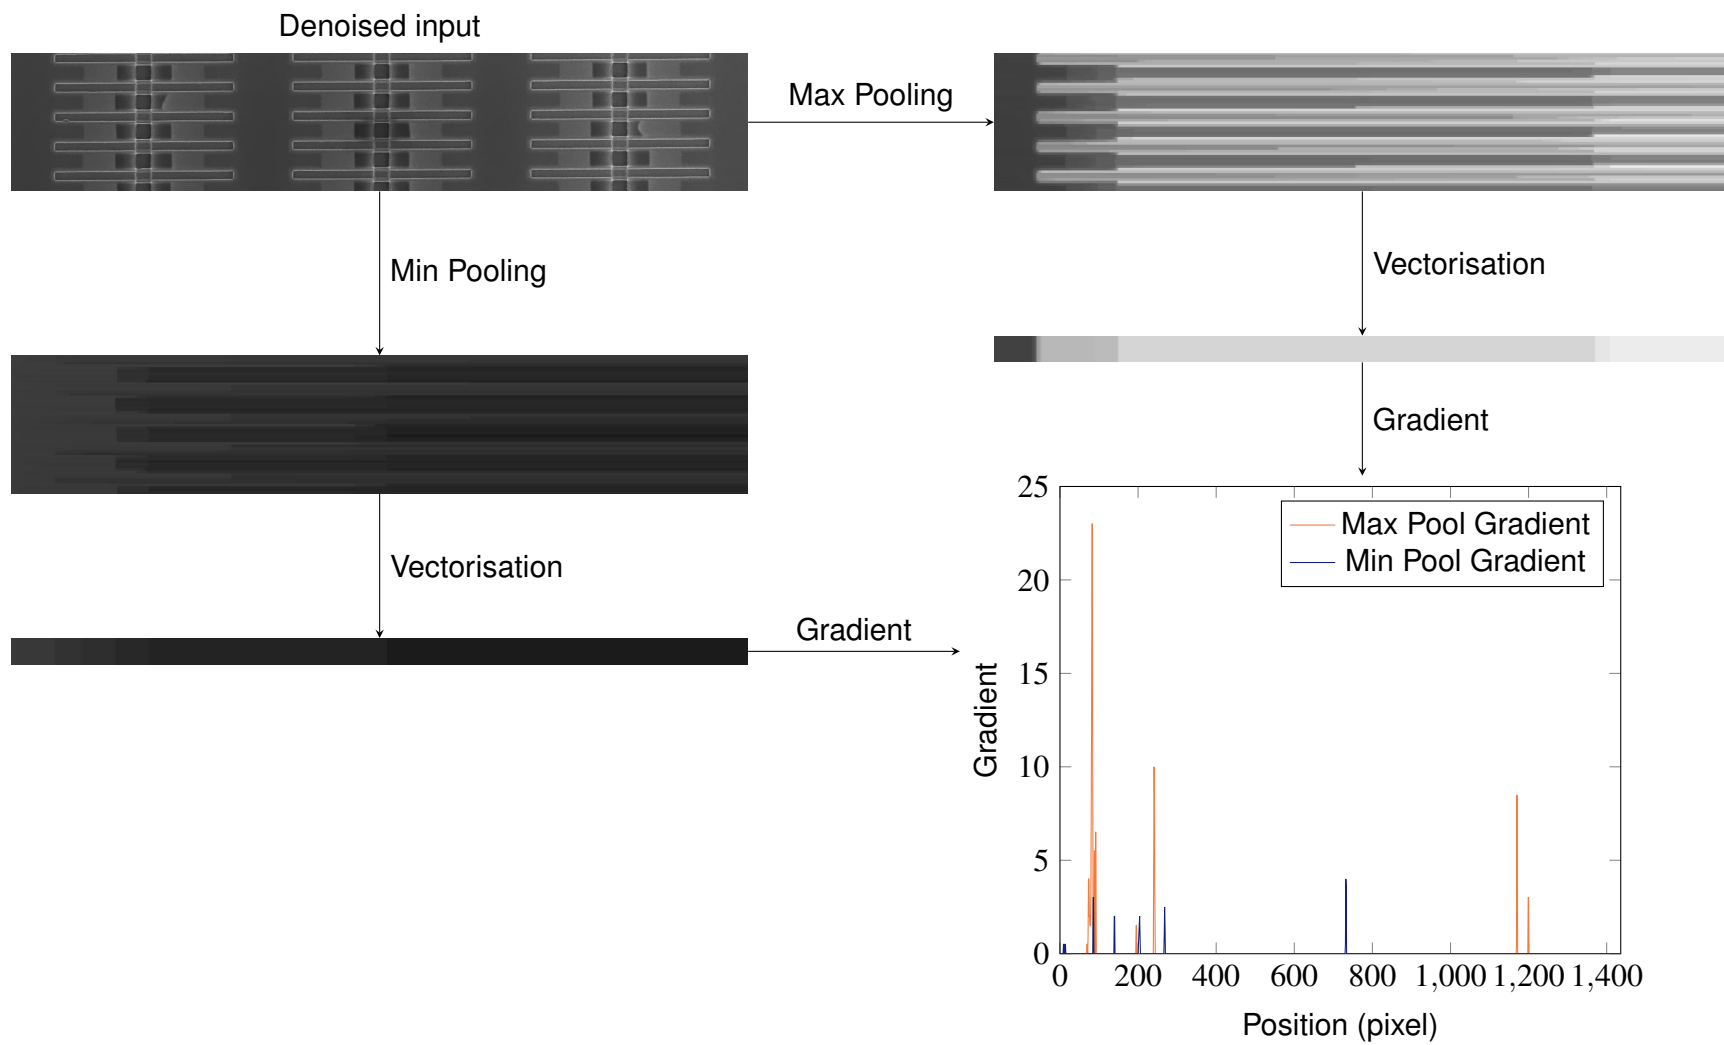 Denoised input
Max Pooling
Min Pooling
Vectorisation
Gradient
Vectorisation
Gradient
25
20
15
10
5
0
Gradient
Max Pool Gradient
Min Pool Gradient
0 200 400 600 800 1,000 1,200 1,400
Position (pixel)